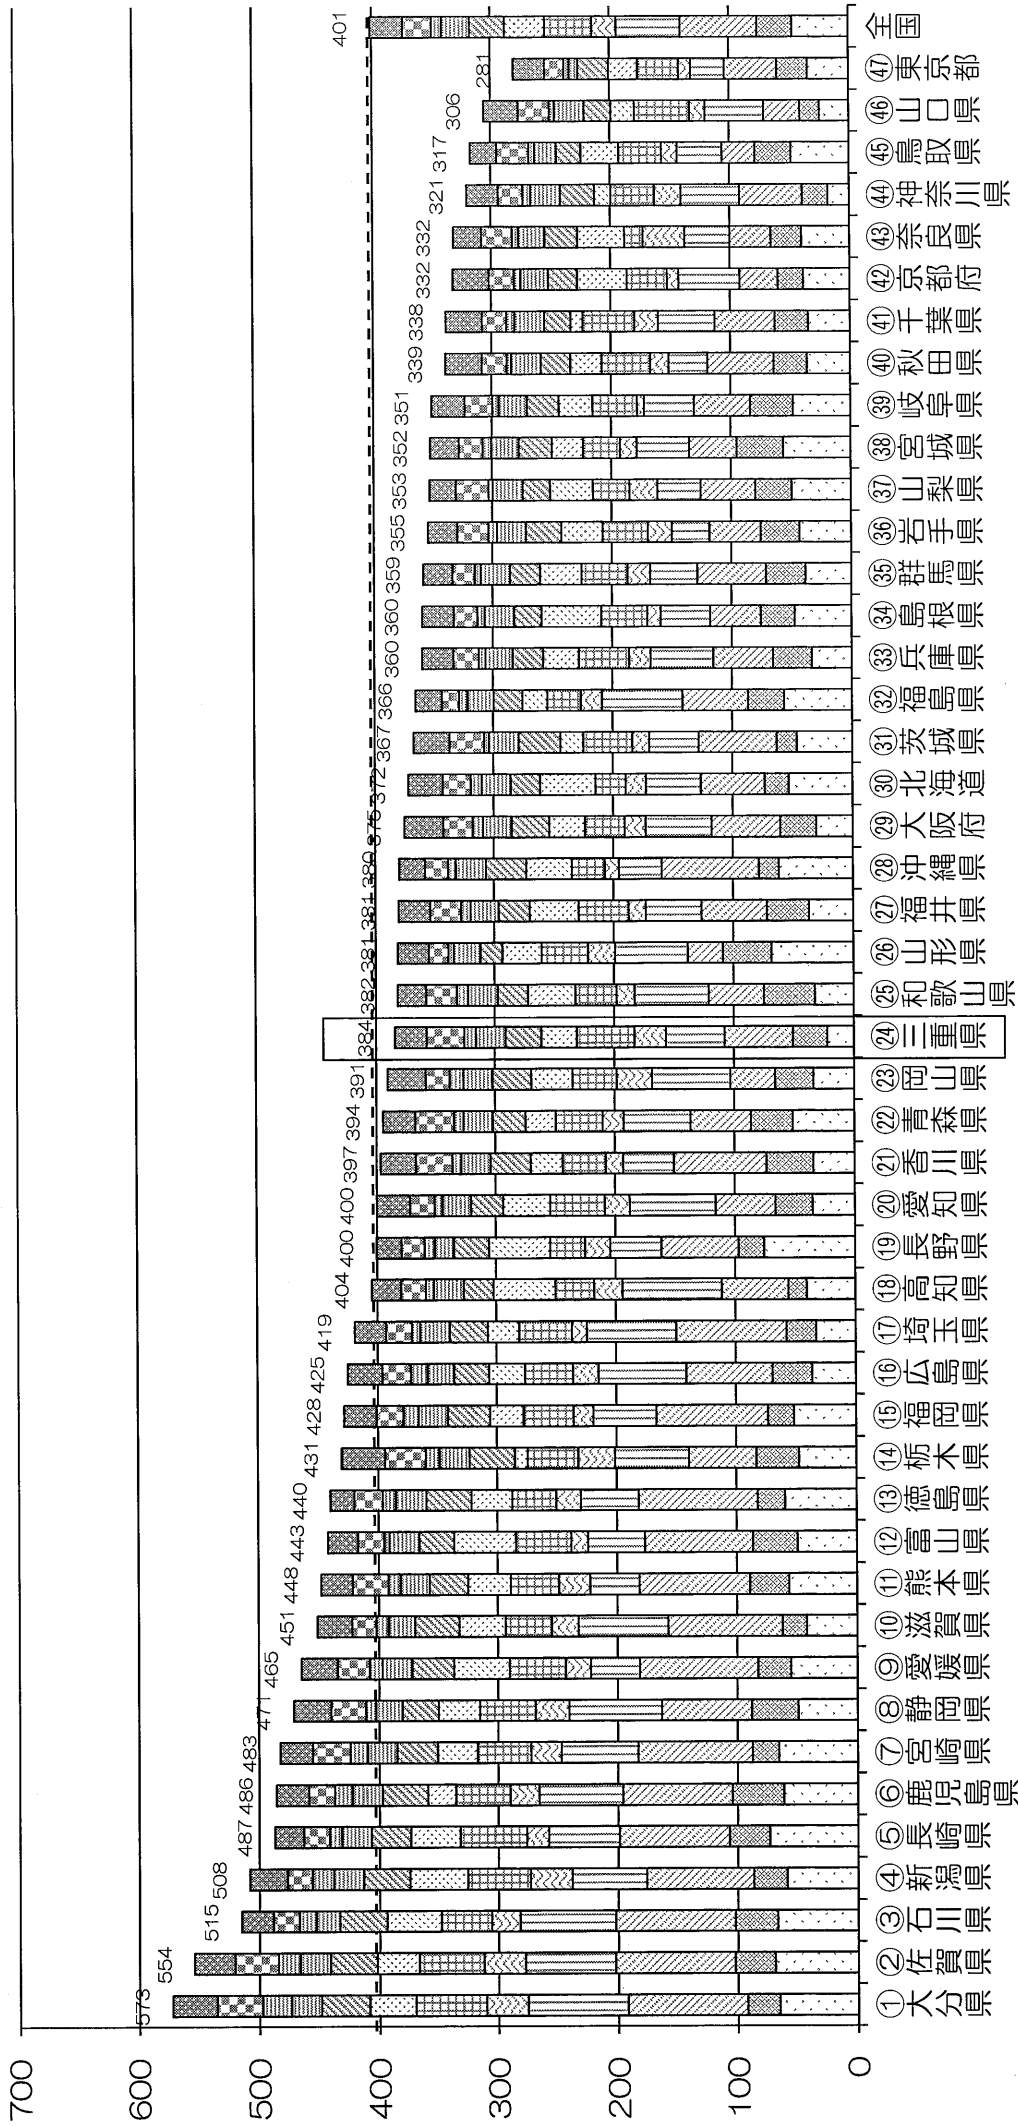 700
600
500
400
300
200
100
0
573
554
515
508
487
486
483
471
465
451
448
443
440
431
428
425
419
404
400
400
397
394
391
384
382
381
381
380
375
372
367
366
360
360
359
355
353
352
351
339
338
332
332
321
317
306
281
401
①大分県
②佐賀県
③石川県
④新潟県
⑤長崎県
⑥鹿児島県
⑦宮崎県
⑧静岡県
⑨愛媛県
⑩滋賀県
⑪熊本県
⑫富山県
⑬徳島県
⑭栃木県
⑮福岡県
⑯広島県
⑰埼玉県
⑱高知県
⑲長野県
⑳愛知県
㉑香川県
㉒青森県
㉓岡山県
㉔三重県
㉕和歌山県
㉖山形県
㉗福井県
㉘沖縄県
㉙大阪府
㉚北海道
㉛茨城県
㉜福島県
㉝兵庫県
㉞島根県
㉟群馬県
㊱岩手県
㊲山梨県
㊳宮城県
㊴岐阜県
㊵秋田県
㊶千葉県
㊷京都府
㊸奈良県
㊹神奈川県
㊺鳥取県
㊻山口県
㊼東京都
全国